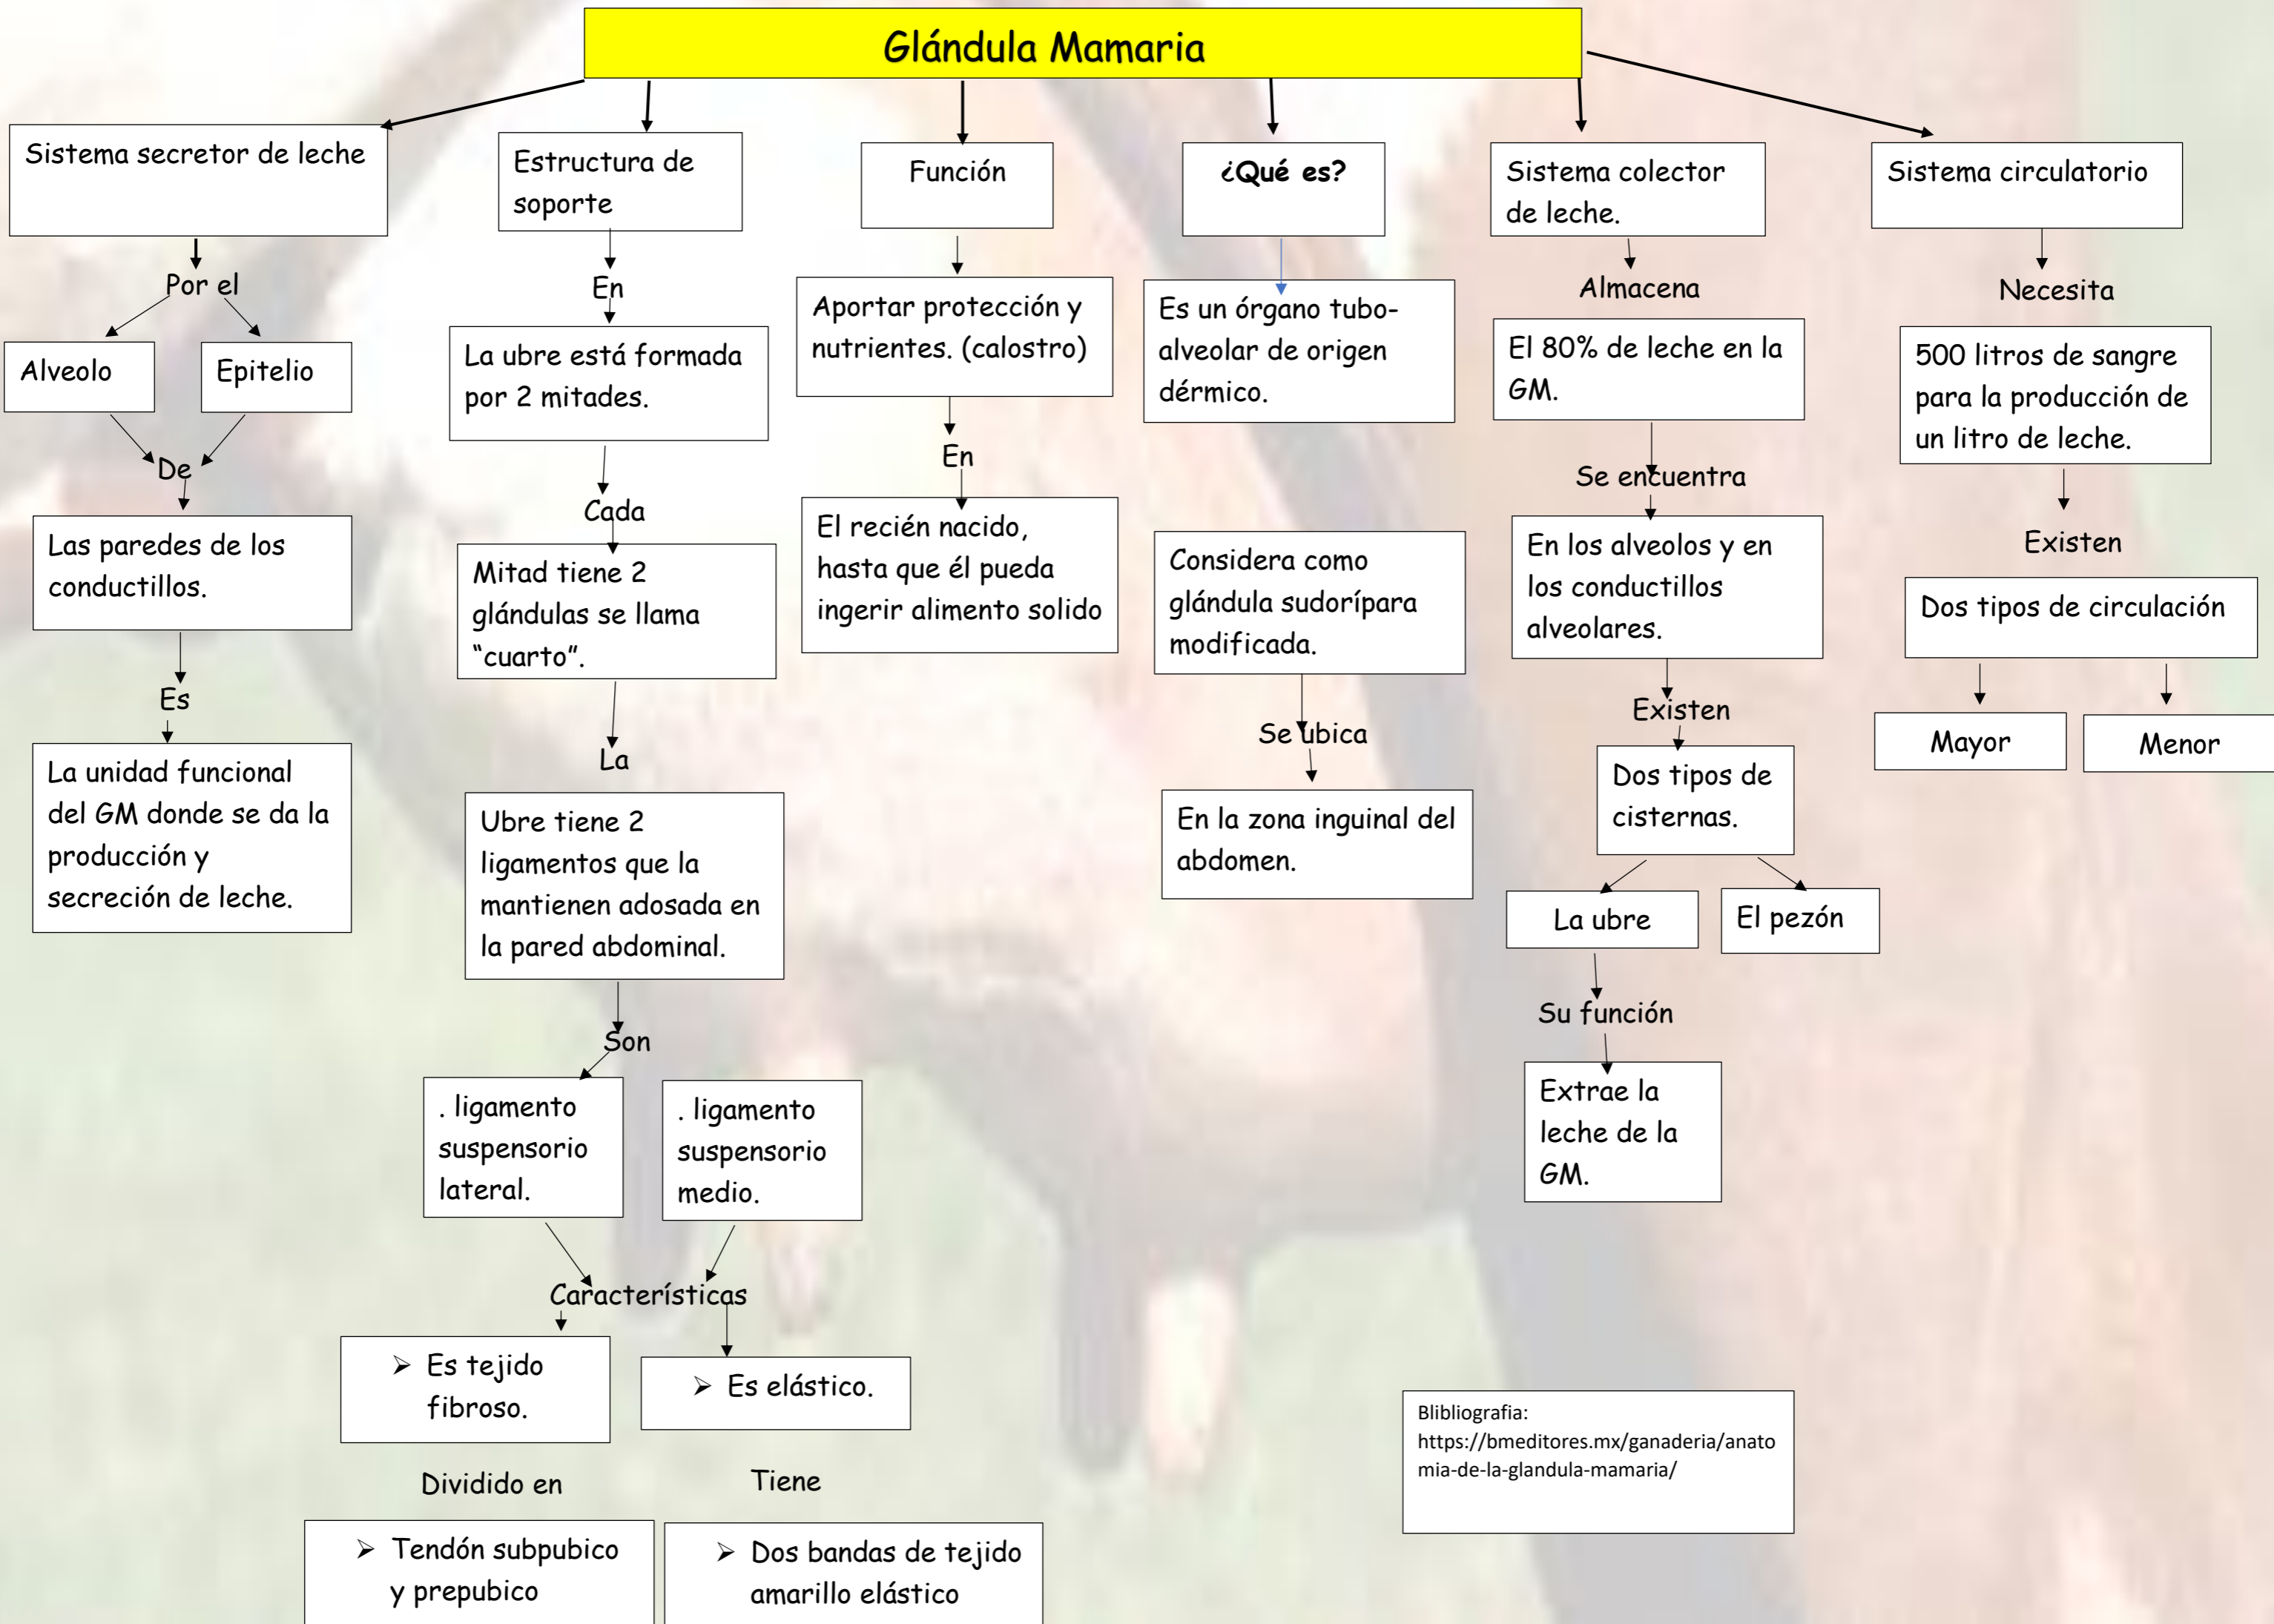 Glándula Mamaria
Sistema secretor de leche
Por el
Alveolo
Epitelio
De
Las paredes de los
conductillos.
Es
La unidad funcional
del GM donde se da la
producción y
secreción de leche.
Estructura de
soporte
En
La ubre está formada
por 2 mitades.
Cada
Mitad tiene 2
glándulas se llama
“cuarto”.
La
Ubre tiene 2
ligamentos que la
mantienen adosada en
la pared abdominal.
Son
. ligamento
suspensorio
lateral.
. ligamento
suspensorio
medio.
Características
➢ Es tejido
fibroso.
➢ Es elástico.
Dividido en
Tiene
➢ Tendón subpubico
y prepubico
➢ Dos bandas de tejido
amarillo elástico
Función
Aportar protección y
nutrientes. (calostro)
En
El recién nacido,
hasta que él pueda
ingerir alimento solido
¿Qué es?
Es un órgano tubo-
alveolar de origen
dérmico.
Considera como
glándula sudorípara
modificada.
Se ubica
En la zona inguinal del
abdomen.
Sistema colector
de leche.
Almacena
El 80% de leche en la
GM.
Se encuentra
En los alveolos y en
los conductillos
alveolares.
Existen
Dos tipos de
cisternas.
La ubre
El pezón
Su función
Extrae la
leche de la
GM.
Sistema circulatorio
Necesita
500 litros de sangre
para la producción de
un litro de leche.
Existen
Dos tipos de circulación
Mayor
Menor
Blibliografia:
https://bmeditores.mx/ganaderia/anato
mia-de-la-glandula-mamaria/